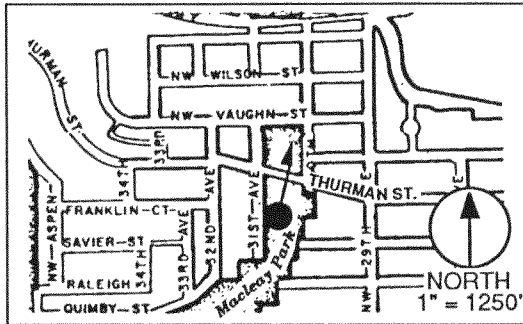 THURMAN ST.
NW WILSON ST
NW VAUGHN ST
33RD
34TH
AVE
31ST AVE
THURMAN ST.
NW ASPEN
FRANKLIN CT
SAVIER ST
34TH
33RD AVE
32ND
29TH
NW
RALEIGH
QUIMBY ST
Macleay Park
NORTH
1" = 1250'